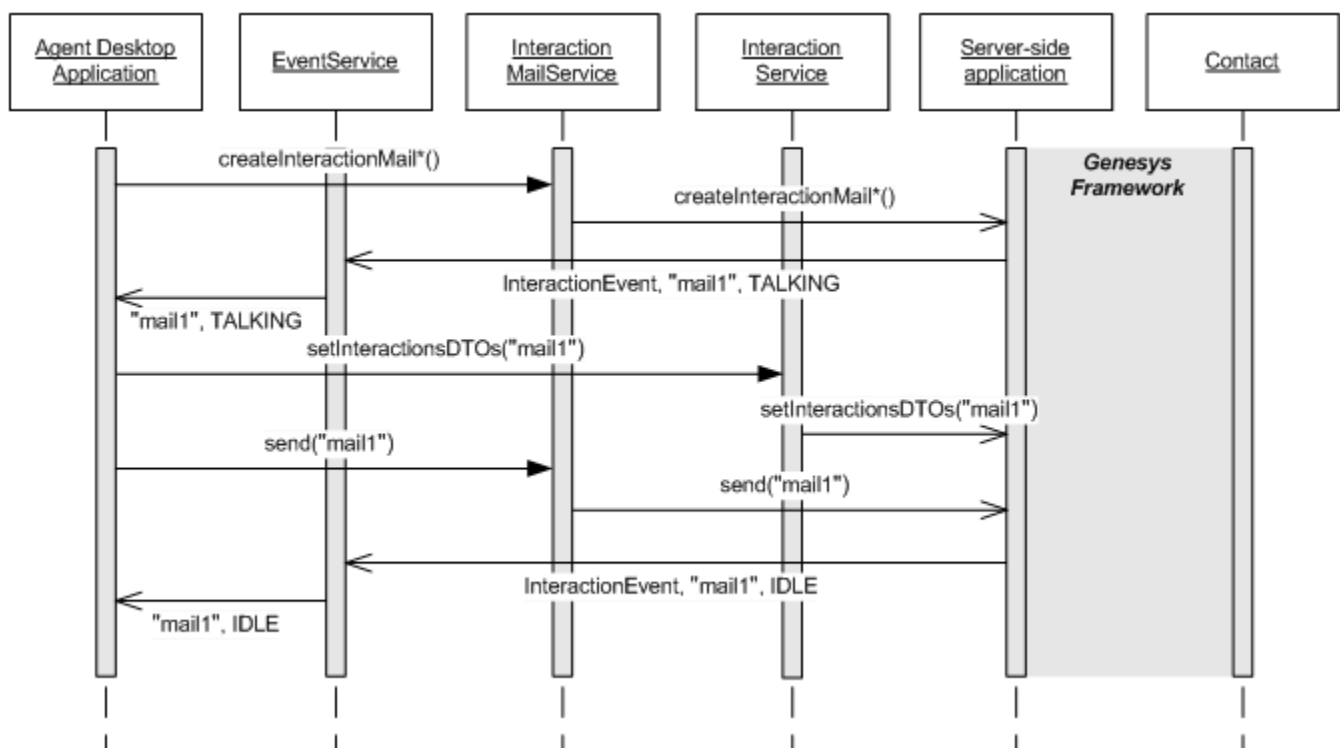 Agent Desktop
Application
EventService
Interaction
MailService
Interaction
Service
Server-side
application
Contact
Genesys
Framework
createInteractionMail*()
createInteractionMail*()
InteractionEvent, "mail1", TALKING
"mail1", TALKING
setInteractionsDTOs("mail1")
setInteractionsDTOs("mail1")
send("mail1")
send("mail1")
InteractionEvent, "mail1", IDLE
"mail1", IDLE